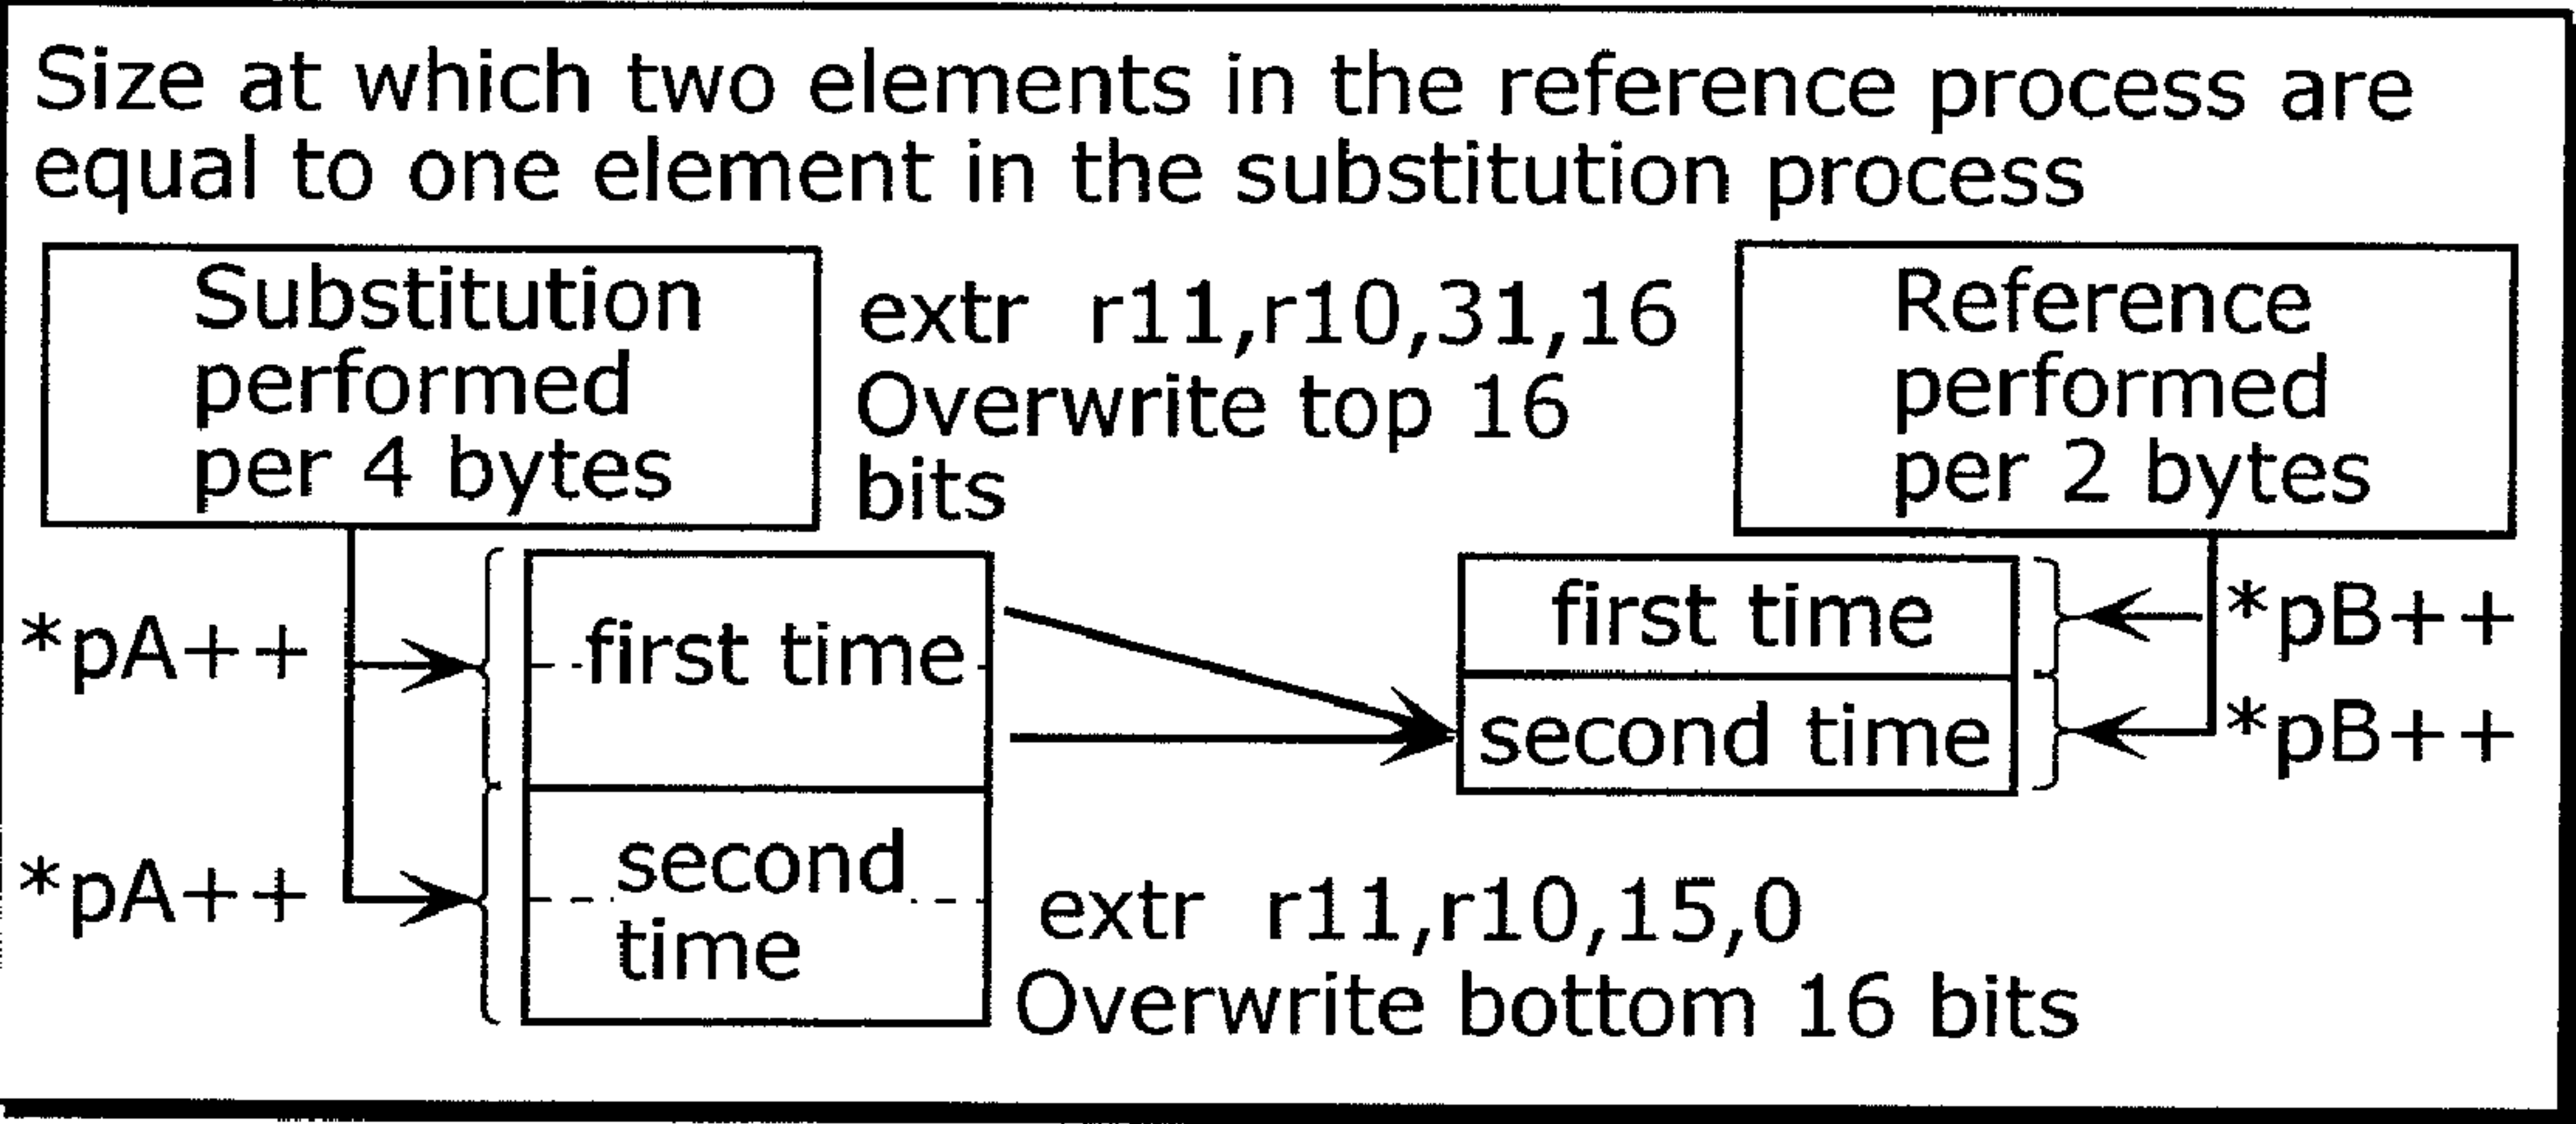 Size at which two elements in the reference process are
equal to one element in the substitution process
Substitution
performed
per 4 bytes
extr r11,r10,31,16
Overwrite top 16
bits
Reference
performed
per 2 bytes
*pA++
first time
first time
*pB++
second time
*pB++
*pA++
second
time
extr r11,r10,15,0
Overwrite bottom 16 bits